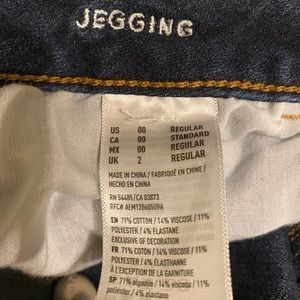 JEGGING
US 00 REGULAR
CA 00 STANDARD
MX 00 REGULAR
UK 2 REGULAR
MADE IN CHINA / FABRIQUÉ EN CHINE /
HECHO EN CHINA
RN 54485/CA 03873
RFC# AEM120605U9A
EN 71% COTTON / 14% VISCOSE / 11%
POLYESTER / 4% ELASTANE
EXCLUSIVE OF DECORATION
FR 71% COTON / 14% VISCOSE / 11%
POLYESTER / 4% ÉLASTHANNE
À L'EXCEPTION DE LA GARNITURE
SP 71% algodón / 14% viscosa / 11%
poliéster / 4% elastano